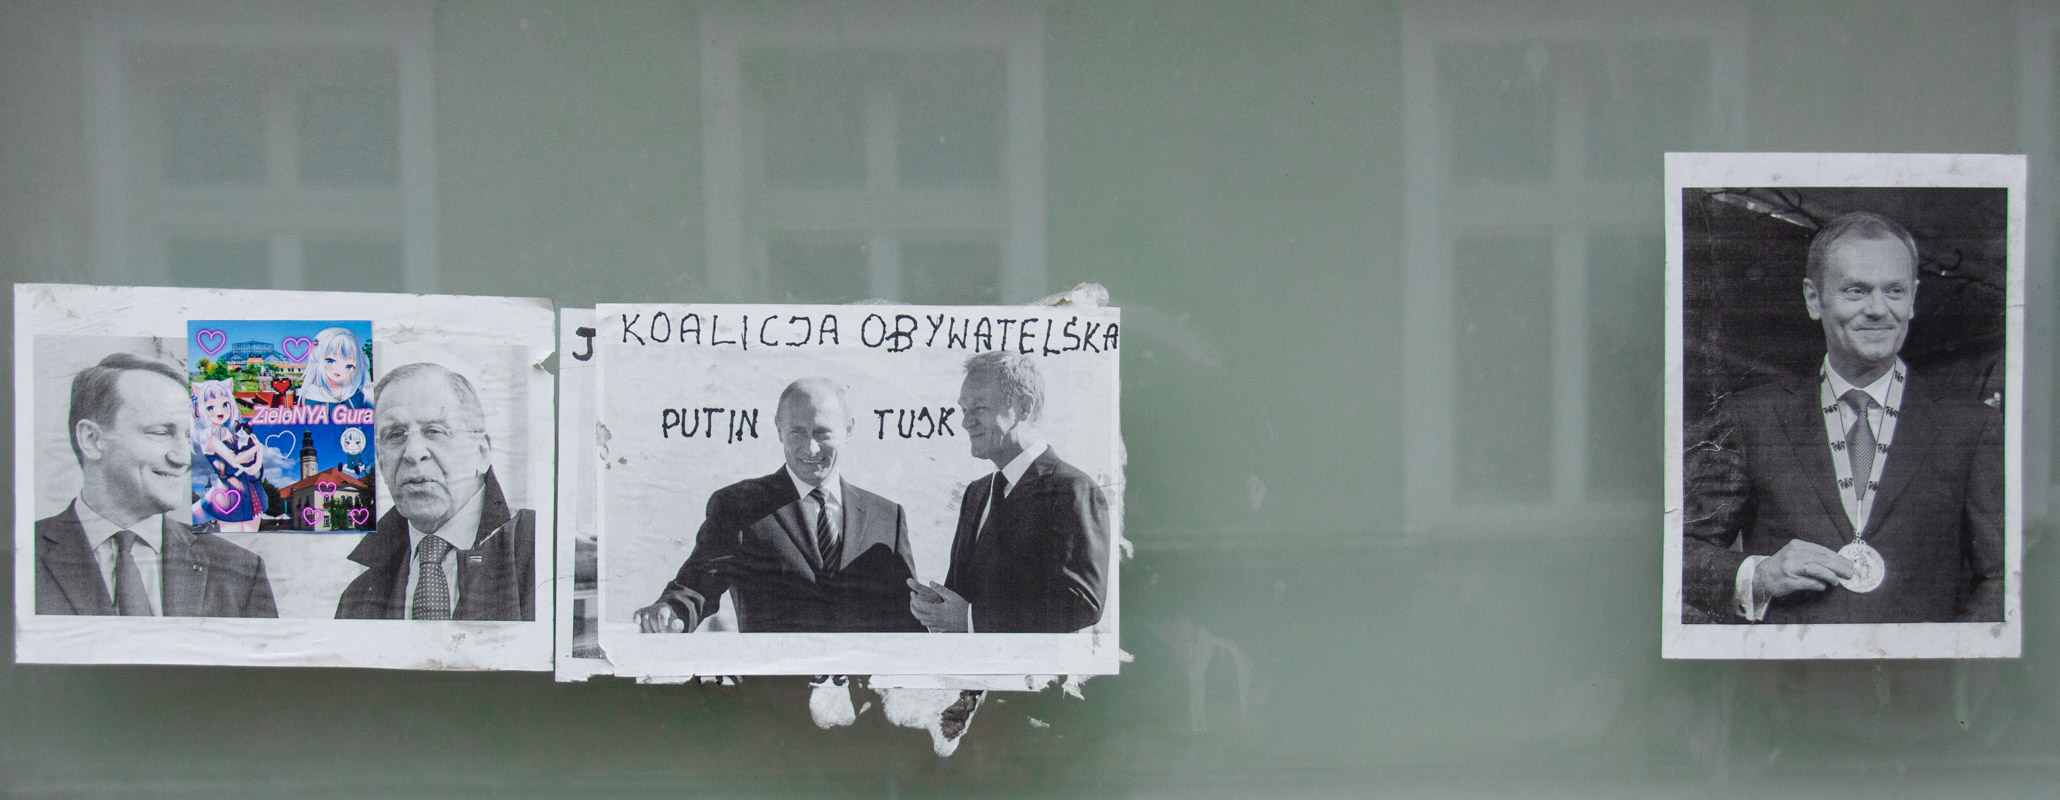 ZieloNYA Gura
J
KOALICJA OBYWATELSKA
PUTIN TUSK